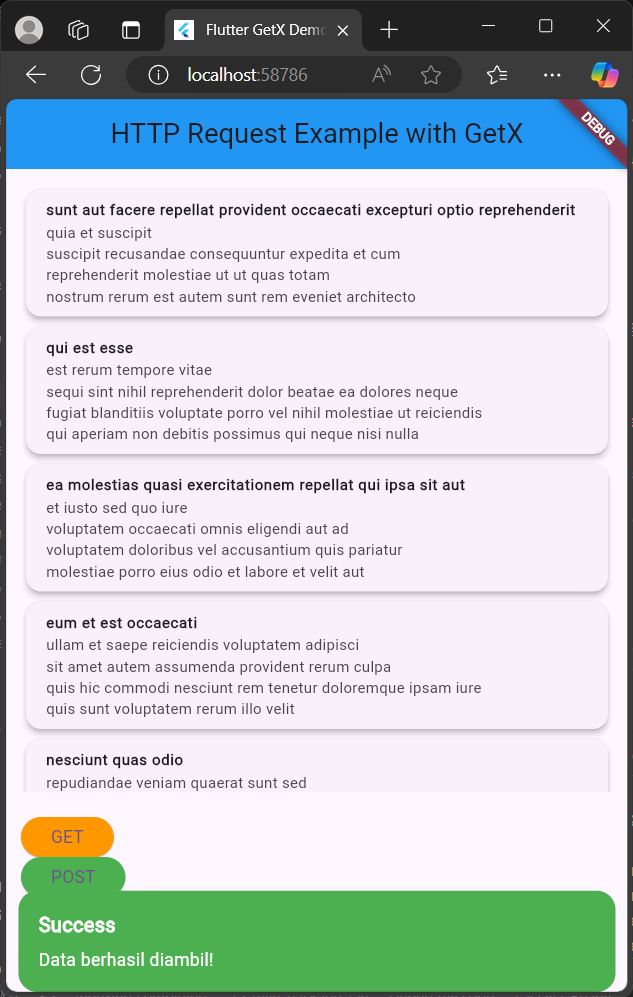 Flutter GetX Demo
localhost:58786
HTTP Request Example with GetX
DEBUG
sunt aut facere repellat provident occaecati excepturi optio reprehenderit
quia et suscipit
suscipit recusandae consequuntur expedita et cum
reprehenderit molestiae ut ut quas totam
nostrum rerum est autem sunt rem eveniet architecto
qui est esse
est rerum tempore vitae
sequi sint nihil reprehenderit dolor beatae ea dolores neque
fugiat blanditiis voluptate porro vel nihil molestiae ut reiciendis
qui aperiam non debitis possimus qui neque nisi nulla
ea molestias quasi exercitationem repellat qui ipsa sit aut
et iusto sed quo iure
voluptatem occaecati omnis eligendi aut ad
voluptatem doloribus vel accusantium quis pariatur
molestiae porro eius odio et labore et velit aut
eum et est occaecati
ullam et saepe reiciendis voluptatem adipisci
sit amet autem assumenda provident rerum culpa
quis hic commodi nesciunt rem tenetur doloremque ipsam iure
quis sunt voluptatem rerum illo velit
nesciunt quas odio
repudiandae veniam quaerat sunt sed
GET
POST
Success
Data berhasil diambil!